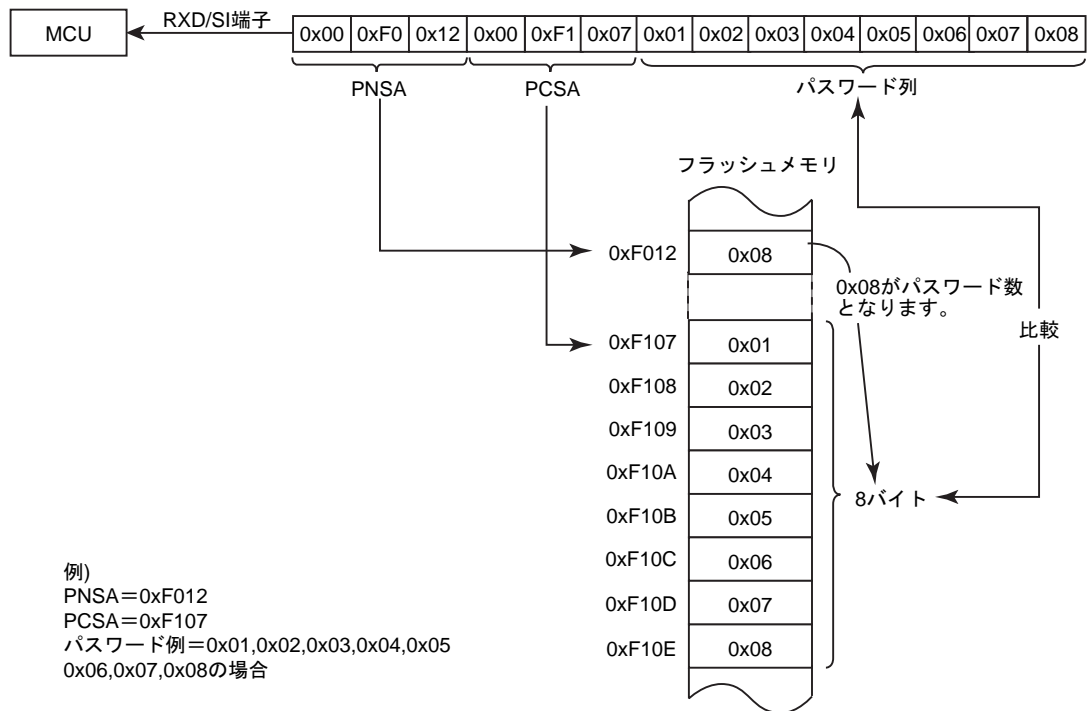 MCU
RXD/SI端子
0x00 0xF0 0x12 0x00 0xF1 0x07 0x01 0x02 0x03 0x04 0x05 0x06 0x07 0x08
PNSA
PCSA
パスワード列
フラッシュメモリ
0xF012 0x08
0x08がパスワード数
となります。
比較
0xF107 0x01
0xF108 0x02
0xF109 0x03
0xF10A 0x04
8バイト
0xF10B 0x05
0xF10C 0x06
0xF10D 0x07
0xF10E 0x08
例)
PNSA＝0xF012
PCSA＝0xF107
パスワード例＝0x01,0x02,0x03,0x04,0x05
0x06,0x07,0x08の場合